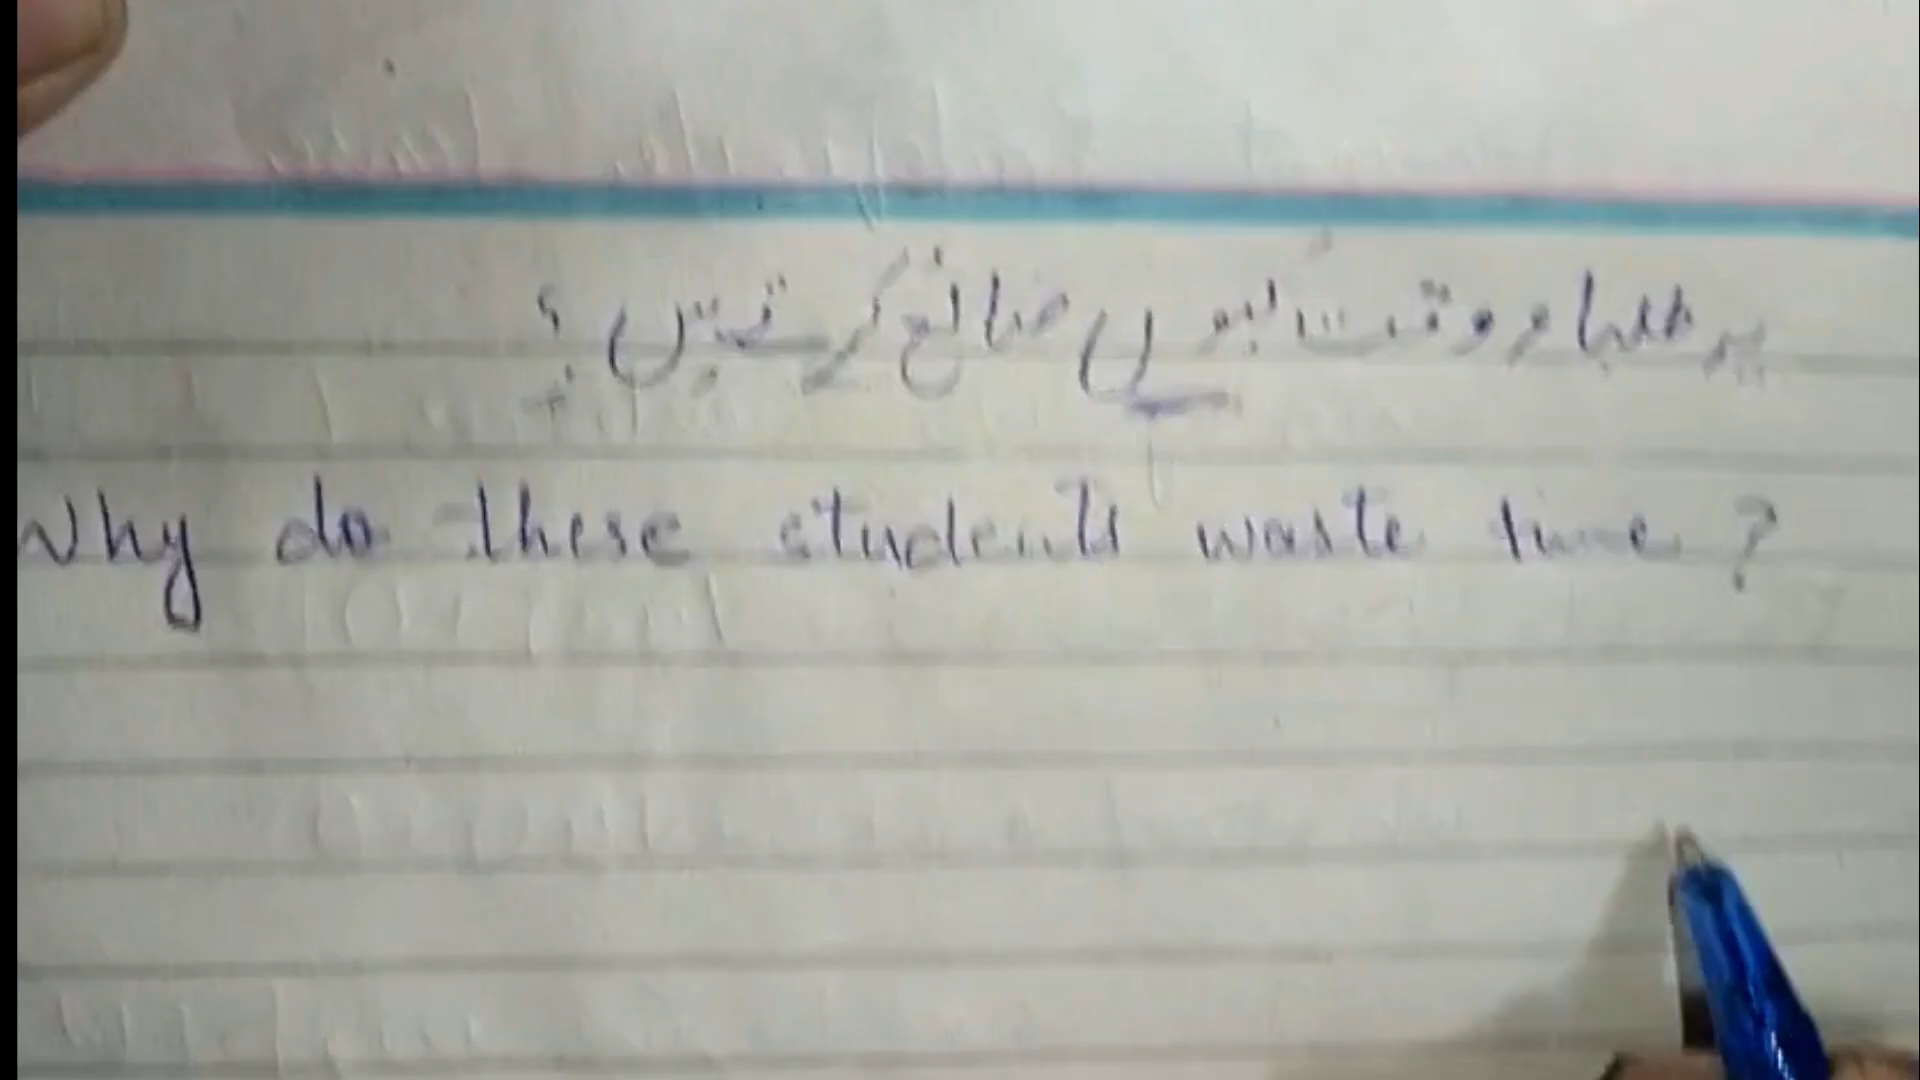 یہ طلباء وقت کیوں ضائع کرتے ہیں؟
Why do these students waste time?